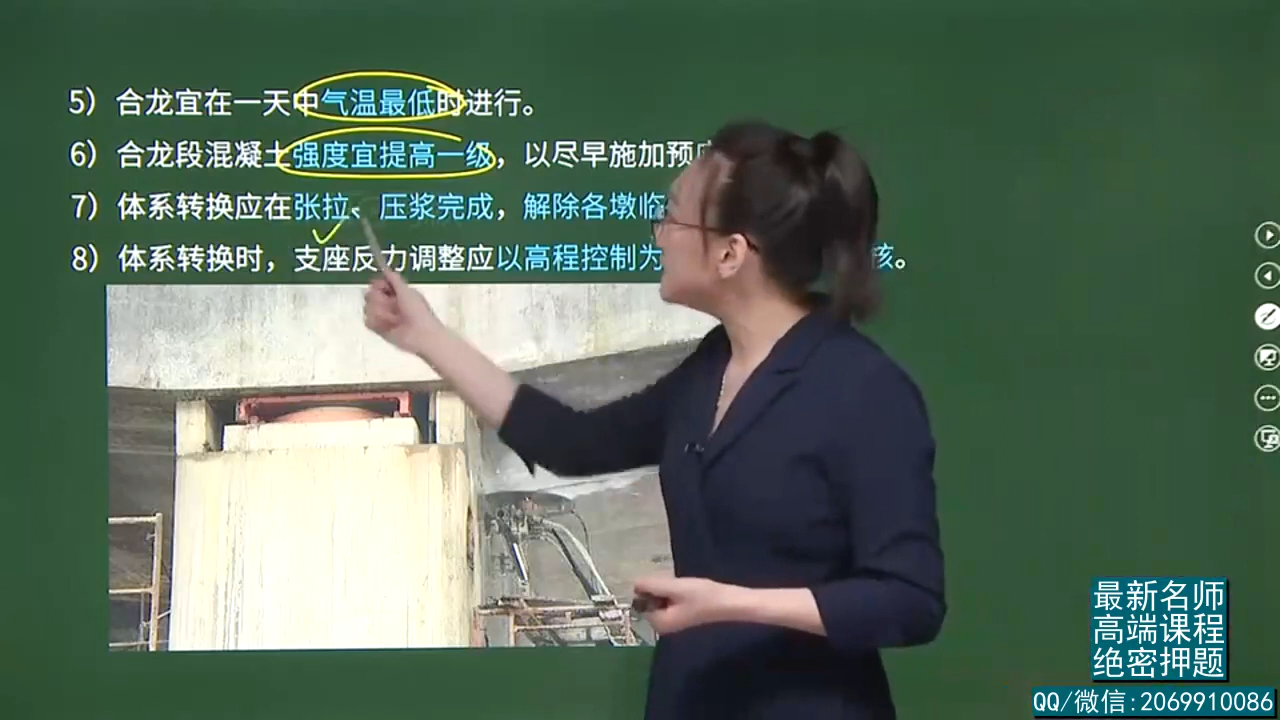 5）合龙宜在一天中气温最低时进行。
6）合龙段混凝土强度宜提高一级，以尽早施加预
7）体系转换应在张拉、压浆完成，解除各墩临
8）体系转换时，支座反力调整应以高程控制为 核。
最新名师
高端课程
绝密押题
QQ/微信:2069910086